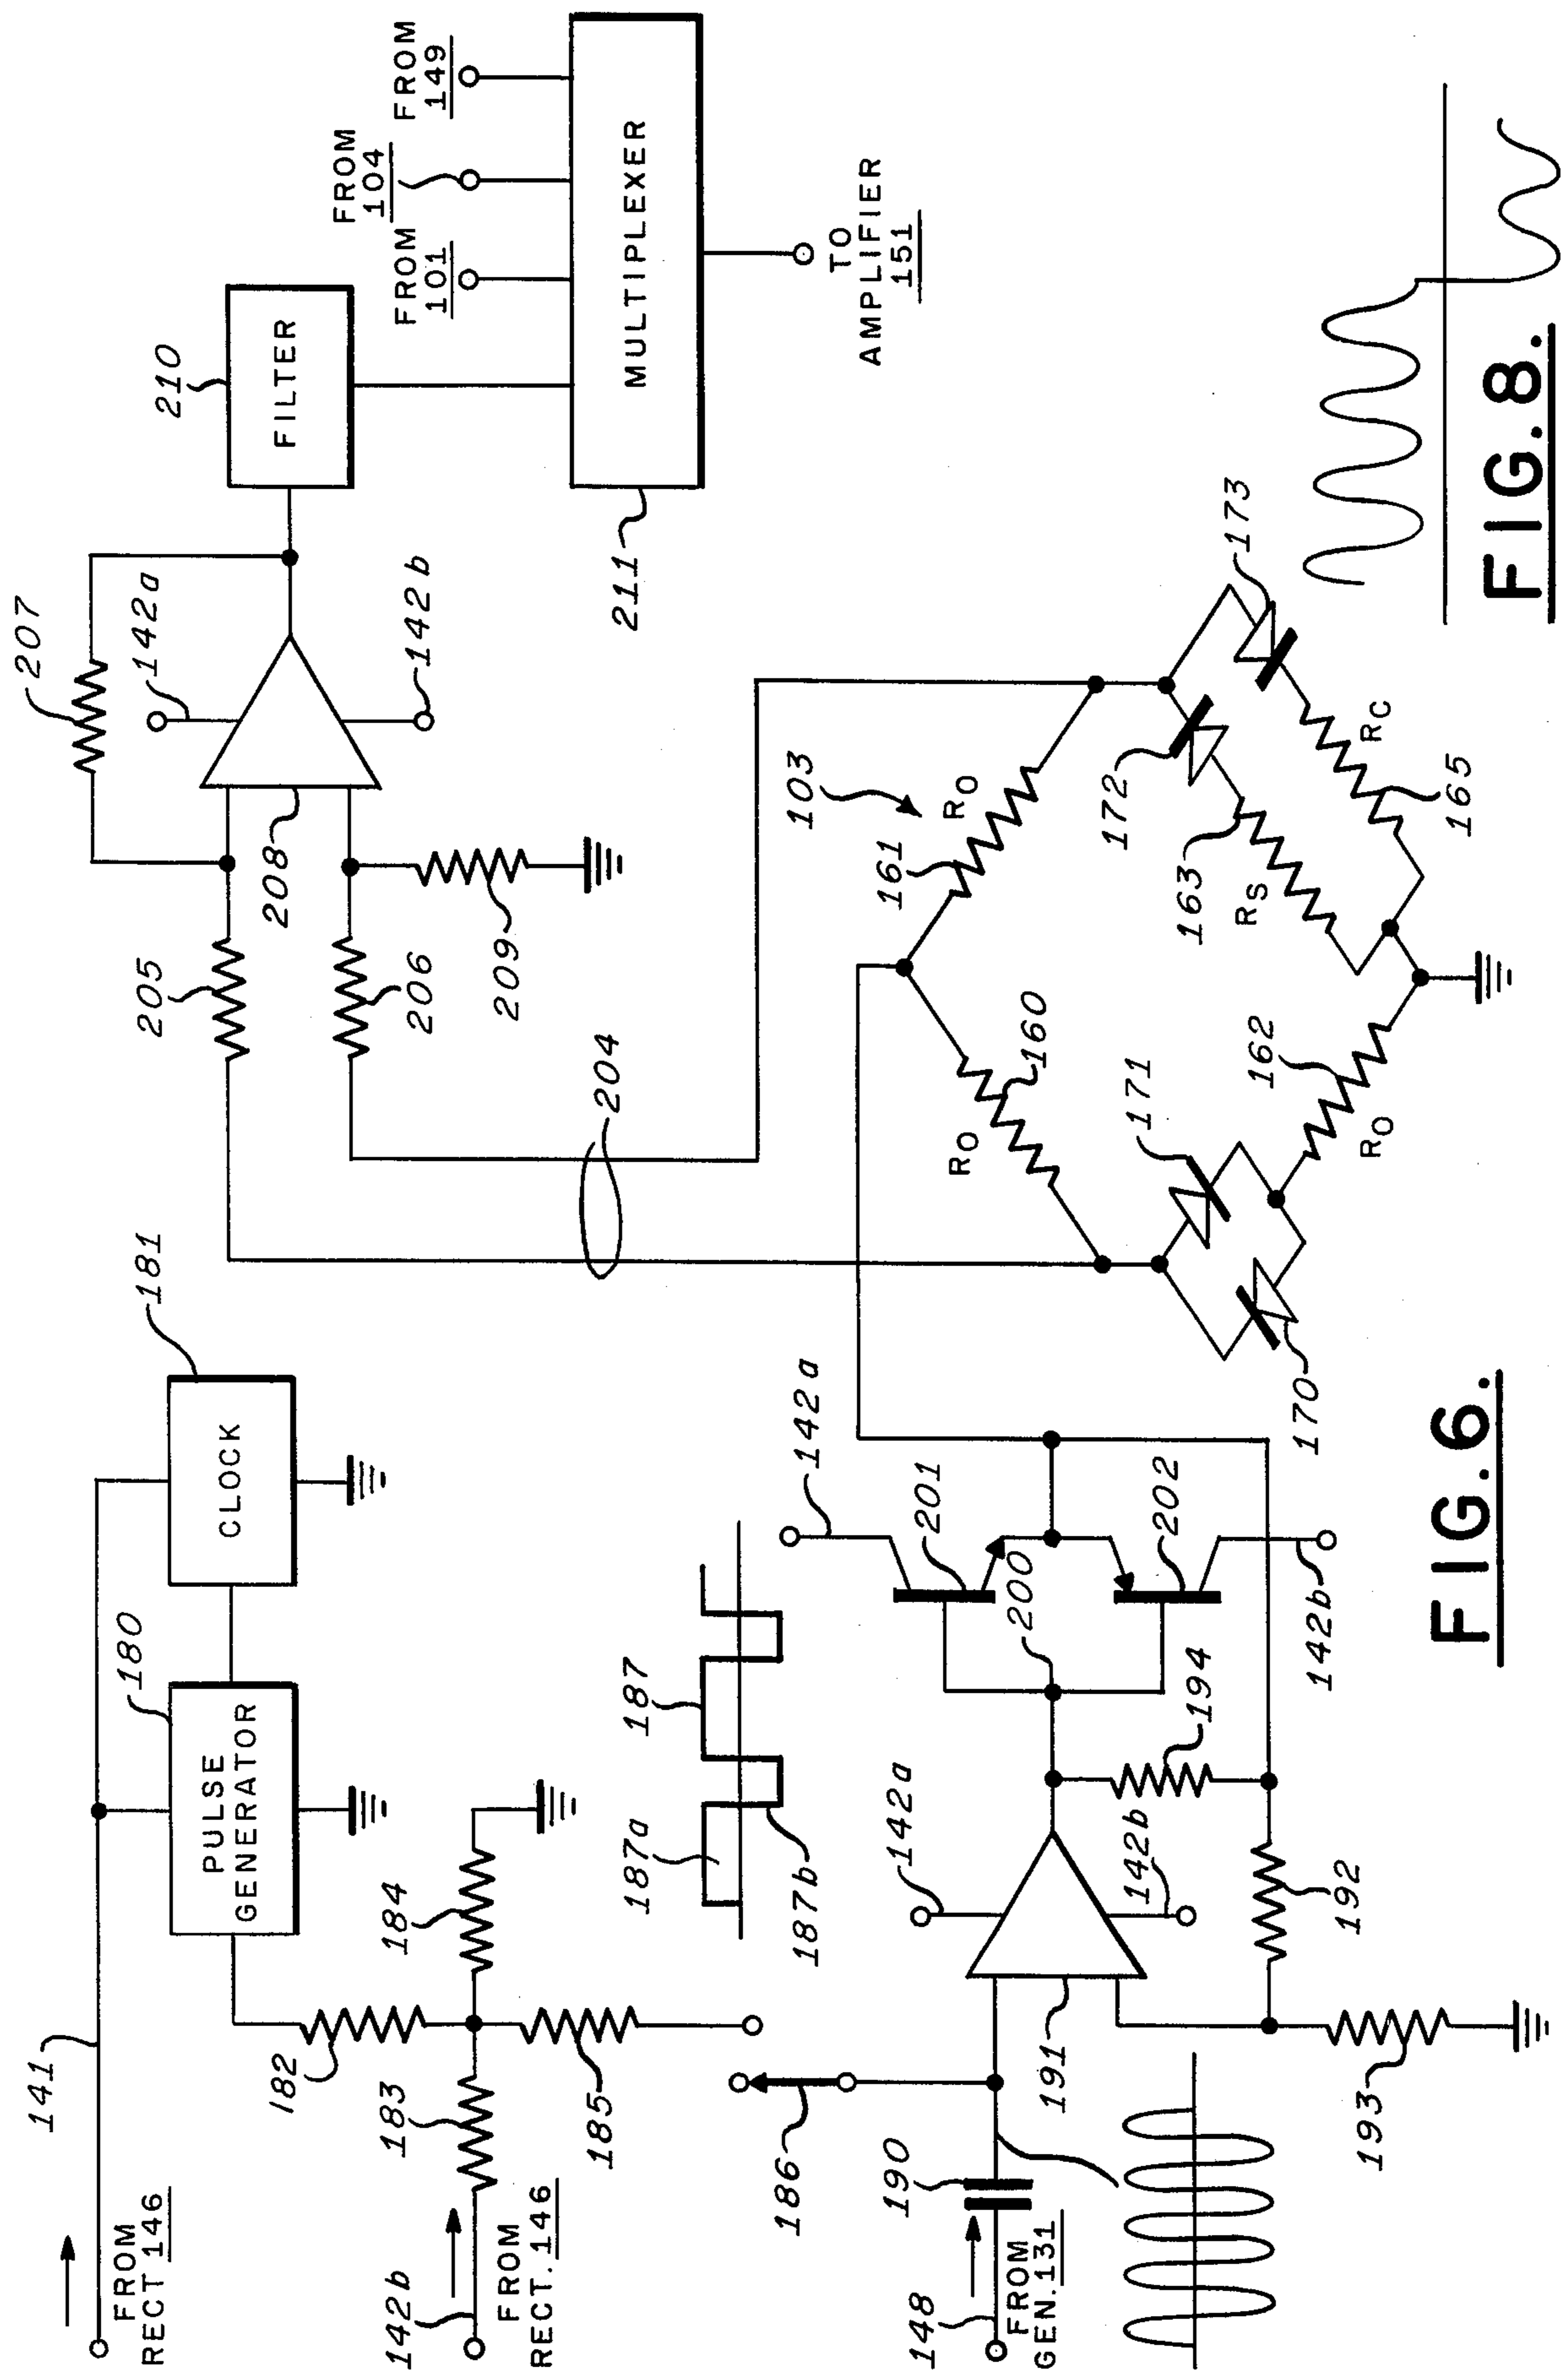 141
FROM
RECT 146
180
PULSE
GENERATOR
181
CLOCK
182
183
184
185
142b
FROM
RECT. 146
186
187
187a
187b
148
FROM
GEN.131
190
191
142a
142b
192
193
194
200
201
202
142a
142b
204
205
206
207
142a
142b
208
209
210
FILTER
211
MULTIPLEXER
FROM
101
FROM
104
FROM
149
TO
AMPLIFIER
151
103
160
RO
161
RO
162
RO
163
RS
165
RC
170
171
172
173
FIG.6.
FIG.8.